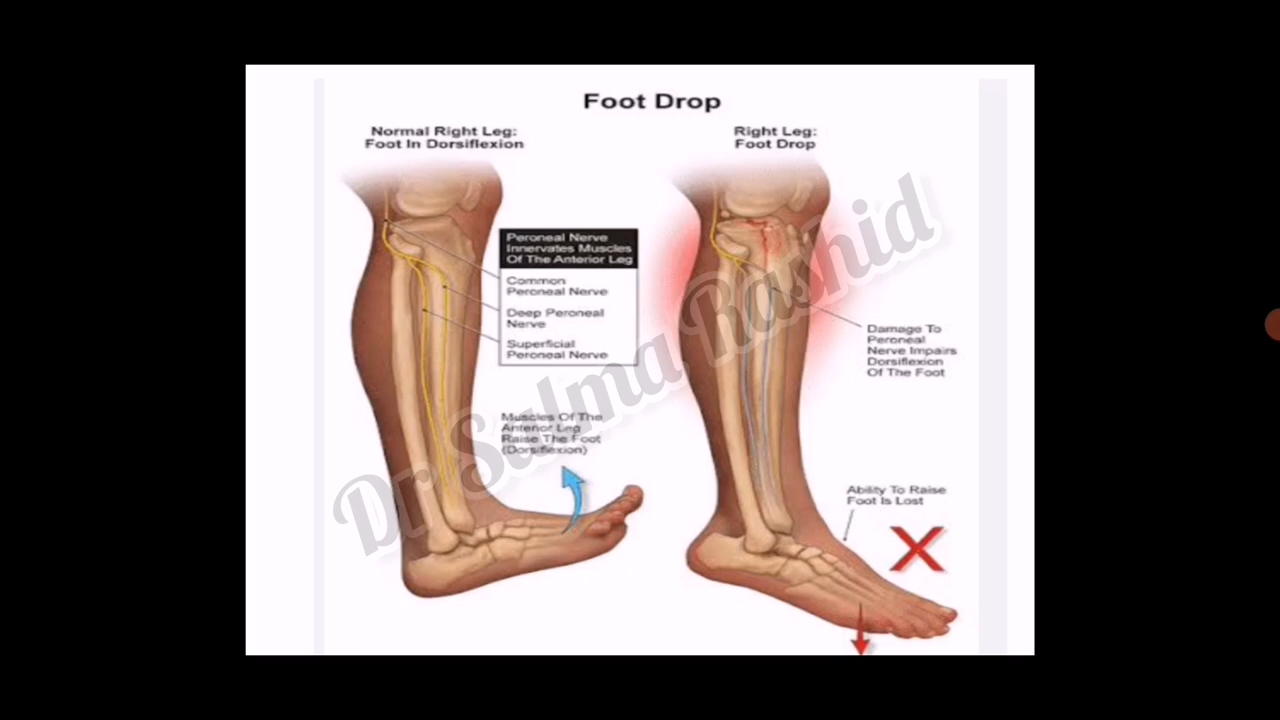 Foot Drop
Normal Right Leg:
Foot In Dorsiflexion
Right Leg:
Foot Drop
Peroneal Nerve
Innervates Muscles
Of The Anterior Leg
Common
Peroneal Nerve
Deep Peroneal
Nerve
Superficial
Peroneal Nerve
Damage To
Peroneal
Nerve Impairs
Dorsiflexion
Of The Foot
Muscles Of The
Anterior Leg
Raise The Foot
(Dorsiflexion)
Ability To Raise
Foot Is Lost
Dr Salma Rashid